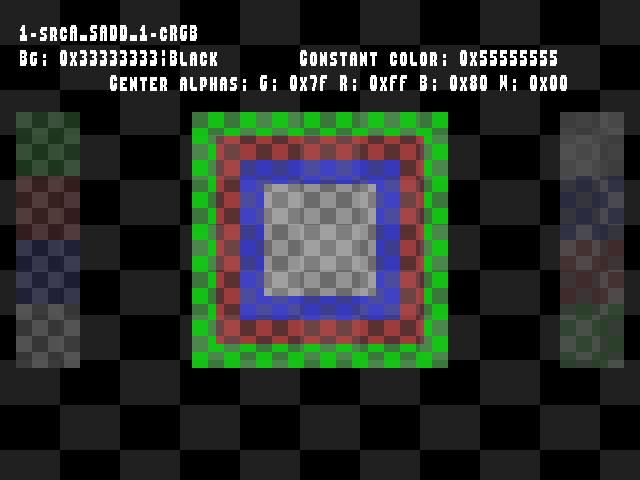 1-srcA_SADD_1-cRGB
Bg: 0x33333333¦Black Constant color: 0x55555555
Center alphas: G: 0x7f R: 0xff B: 0x80 W: 0x00